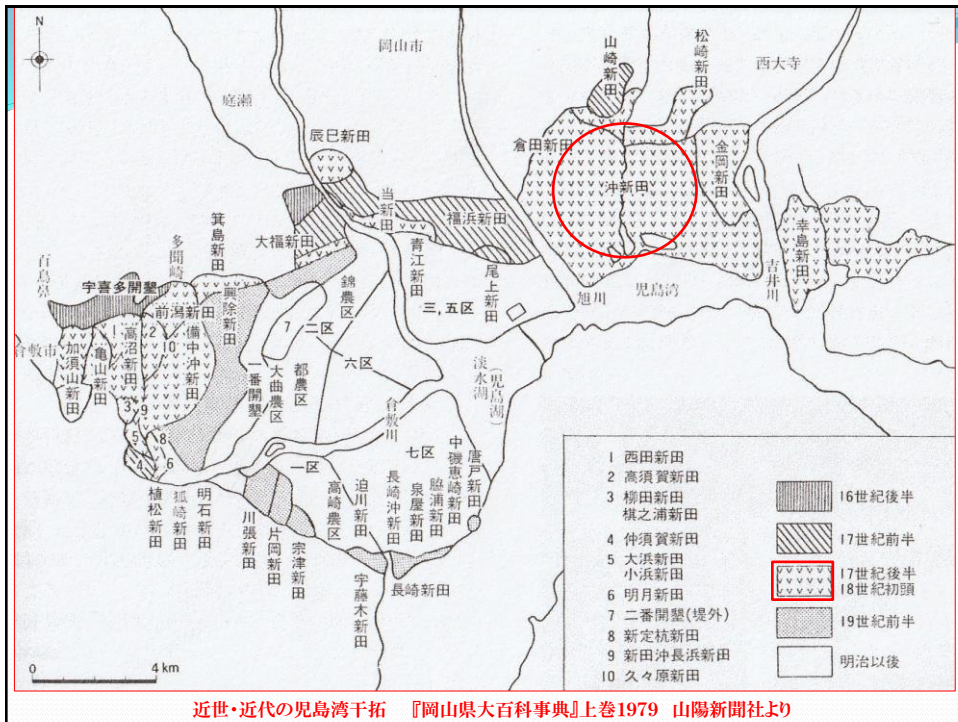 N
岡山市
庭瀬
山崎新田
松崎新田
西大寺
辰巳新田
倉田新田
沖新田
金岡新田
幸島新田
当新田
福浜新田
大福新田
箕島新田
多聞崎
百島鼻
宇喜多開墾
前潟新田
興除新田
錦農区
青江新田
尾上新田
三,五区
旭川
児島湾
吉井川
倉敷市
加須山新田
亀山新田
高沼新田
備中沖新田
1
2
10
3
9
5
8
4
6
7
二区
六区
一番開墾
大曲農区
都農区
倉敷川
淡水湖
(児島湖)
七区
一区
植松新田
狐崎新田
明石新田
川張新田
片岡新田
宗津新田
高崎農区
迫川新田
宇藤木新田
長崎沖新田
泉屋新田
脇浦新田
中磯恵崎新田
唐戸新田
長崎新田
1 西田新田
2 高須賀新田
3 柳田新田
棋之浦新田
4 仲須賀新田
5 大浜新田
小浜新田
6 明月新田
7 二番開墾(堤外)
8 新定杭新田
9 新田沖長浜新田
10 久々原新田
16世紀後半
17世紀前半
17世紀後半
18世紀初頭
19世紀前半
明治以後
0 4km
近世・近代の児島湾干拓 『岡山県大百科事典』上巻1979 山陽新聞社より